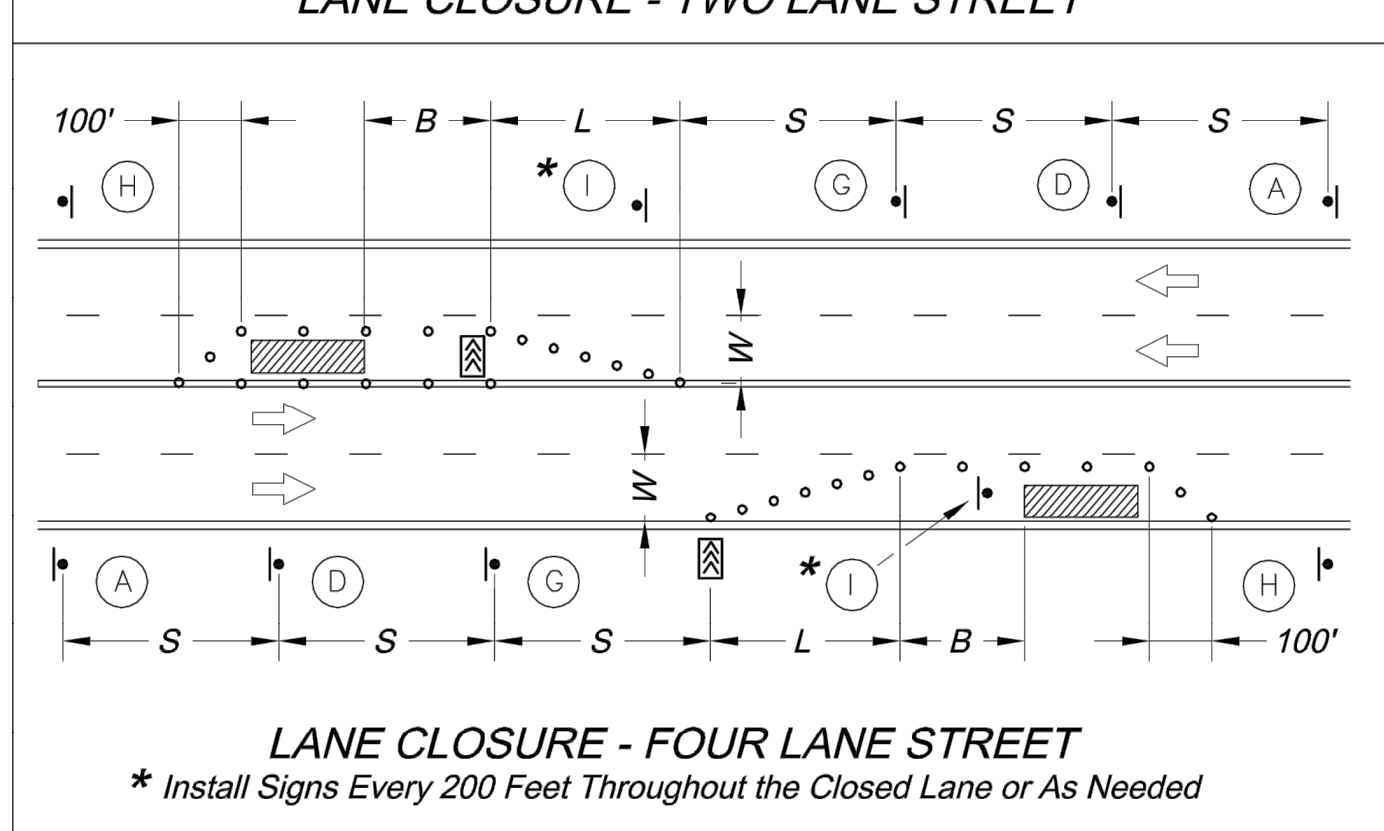 LANE CLOSURE - TWO LANE STREET
100' B L S S S
H * I G D A
W
W
A D G * I H
S S S L B 100'
LANE CLOSURE - FOUR LANE STREET
* Install Signs Every 200 Feet Throughout the Closed Lane or As Needed